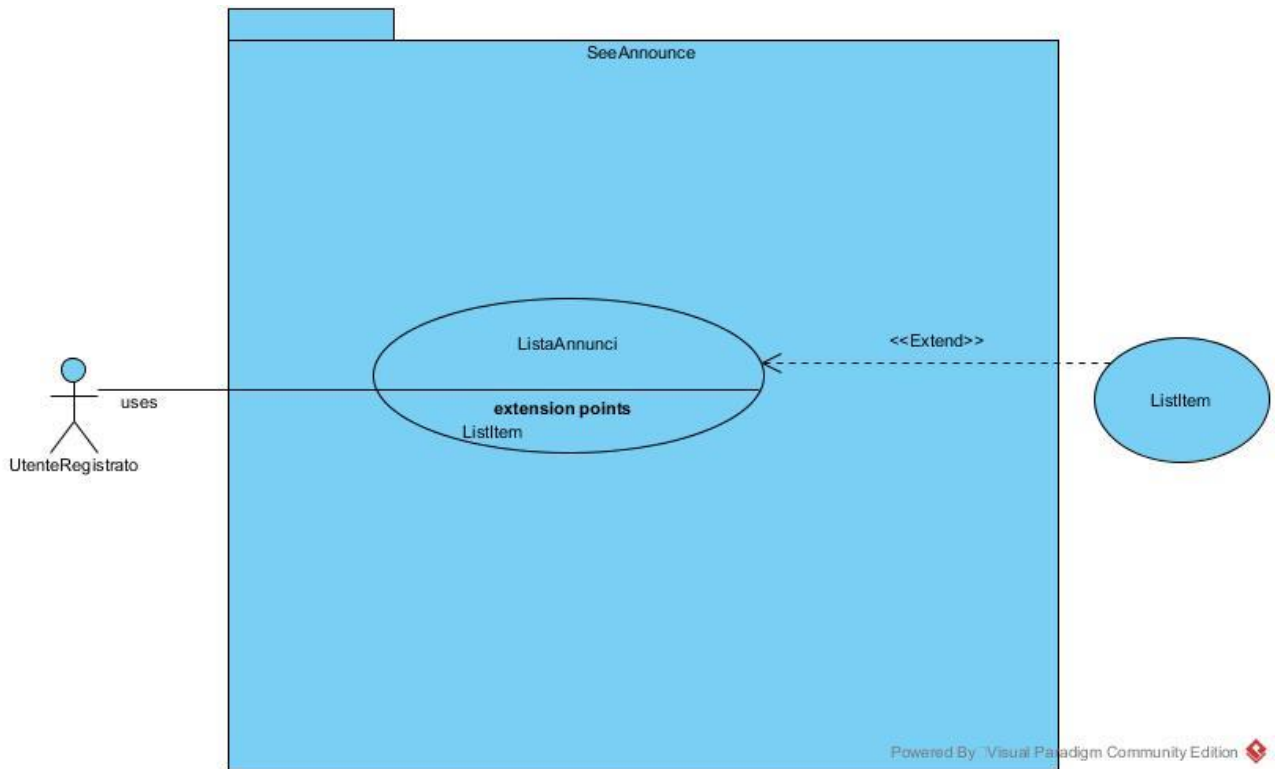 SeeAnnounce
ListaAnnunci
<<Extend>>
uses
extension points
ListItem
ListItem
UtenteRegistrato
Powered By Visual Paradigm Community Edition